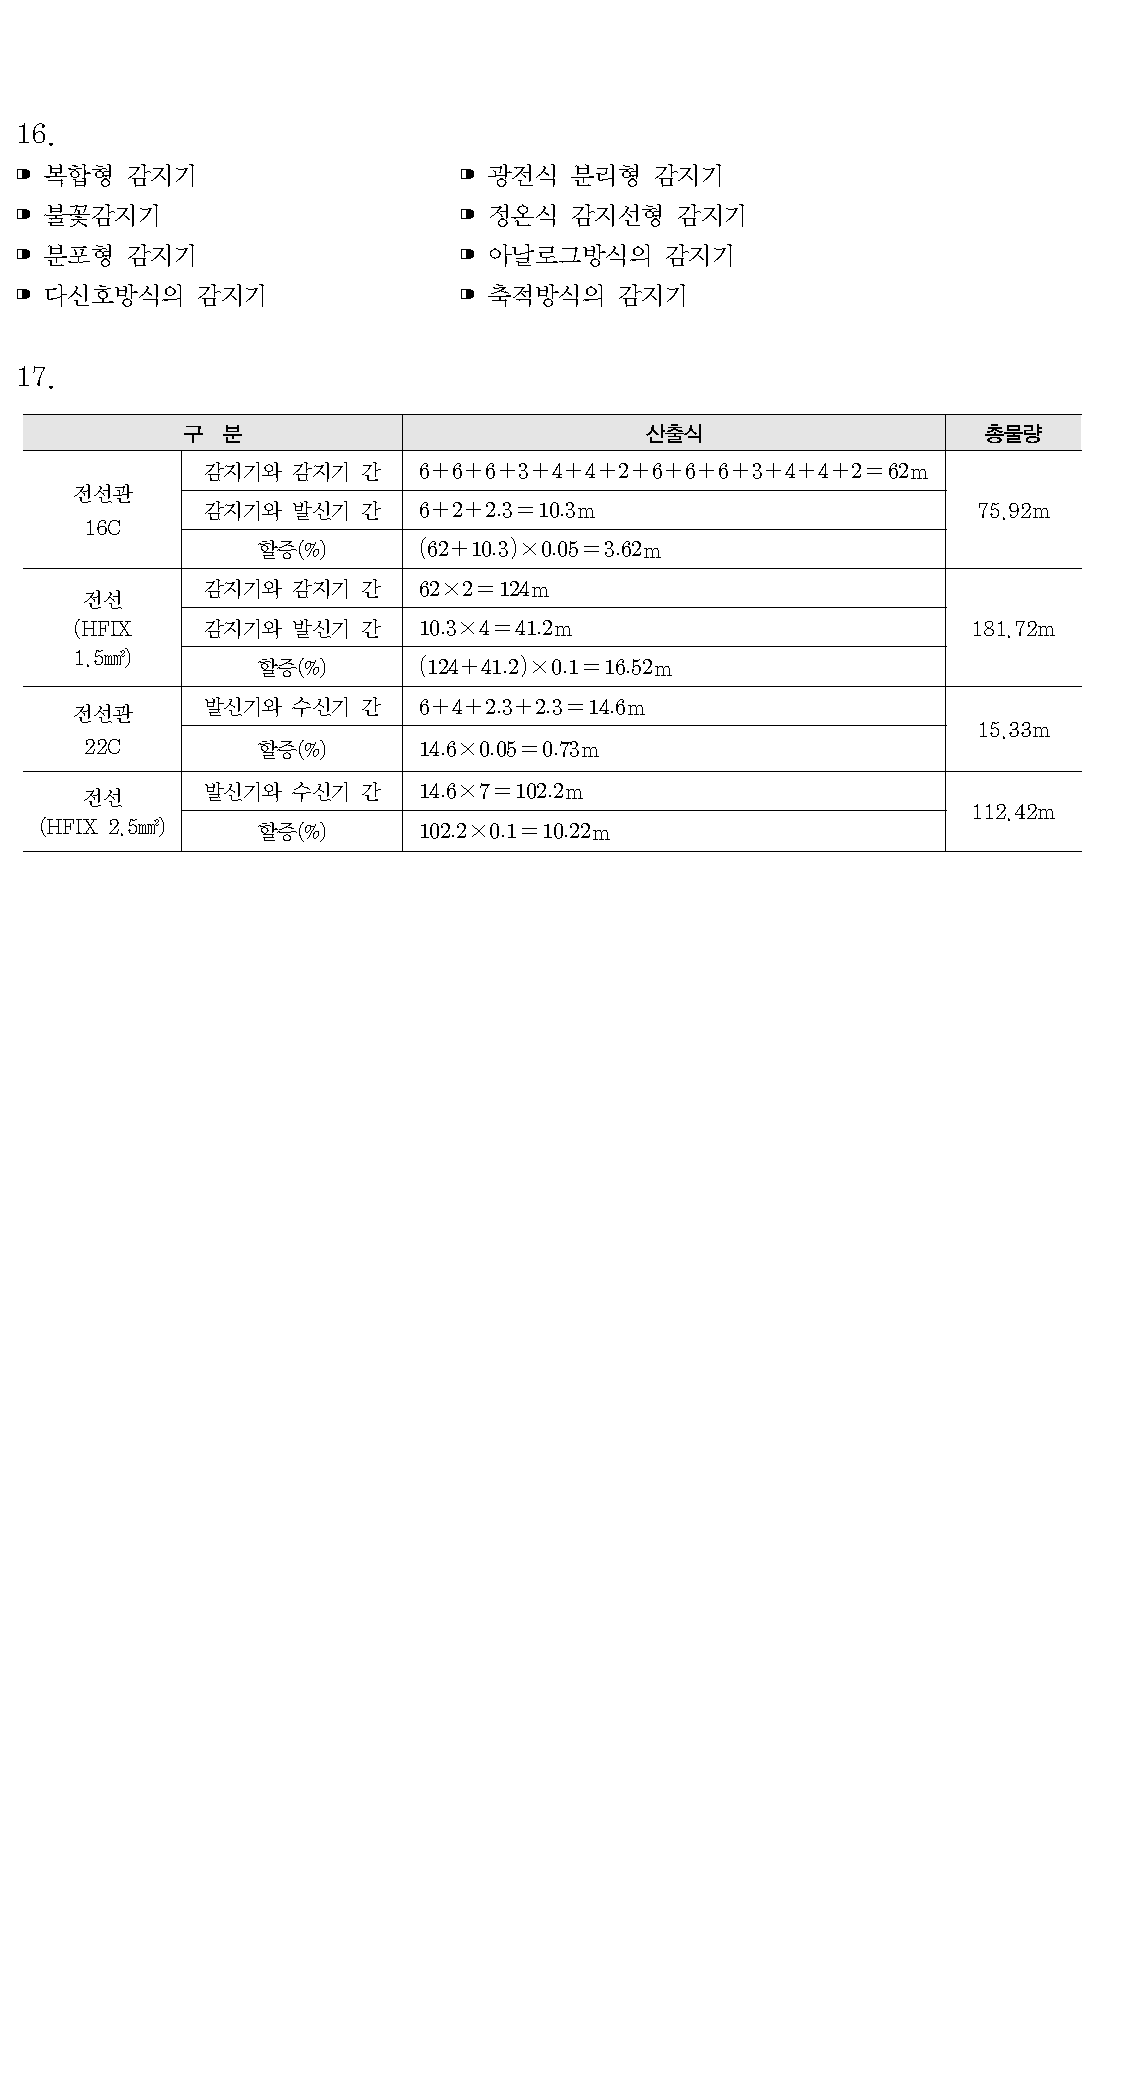 16.
➠ 복합형 감지기 ➠ 광전식 분리형 감지기
➠ 불꽃감지기 ➠ 정온식 감지선형 감지기
➠ 분포형 감지기 ➠ 아날로그방식의 감지기
➠ 다신호방식의 감지기 ➠ 축적방식의 감지기
17.
구 분 산출식 총물량
전선관 16C 감지기와 감지기 간 6+6+6+3+4+4+2+6+6+6+3+4+4+2=62m 75.92m
감지기와 발신기 간 6+2+2.3=10.3m
할증(%) (62+10.3)×0.05=3.62m
전선 (HFIX 1.5㎟) 감지기와 감지기 간 62×2=124m 181.72m
감지기와 발신기 간 10.3×4=41.2m
할증(%) (124+41.2)×0.1=16.52m
전선관 22C 발신기와 수신기 간 6+4+2.3+2.3=14.6m 15.33m
할증(%) 14.6×0.05=0.73m
전선 (HFIX 2.5㎟) 발신기와 수신기 간 14.6×7=102.2m 112.42m
할증(%) 102.2×0.1=10.22m